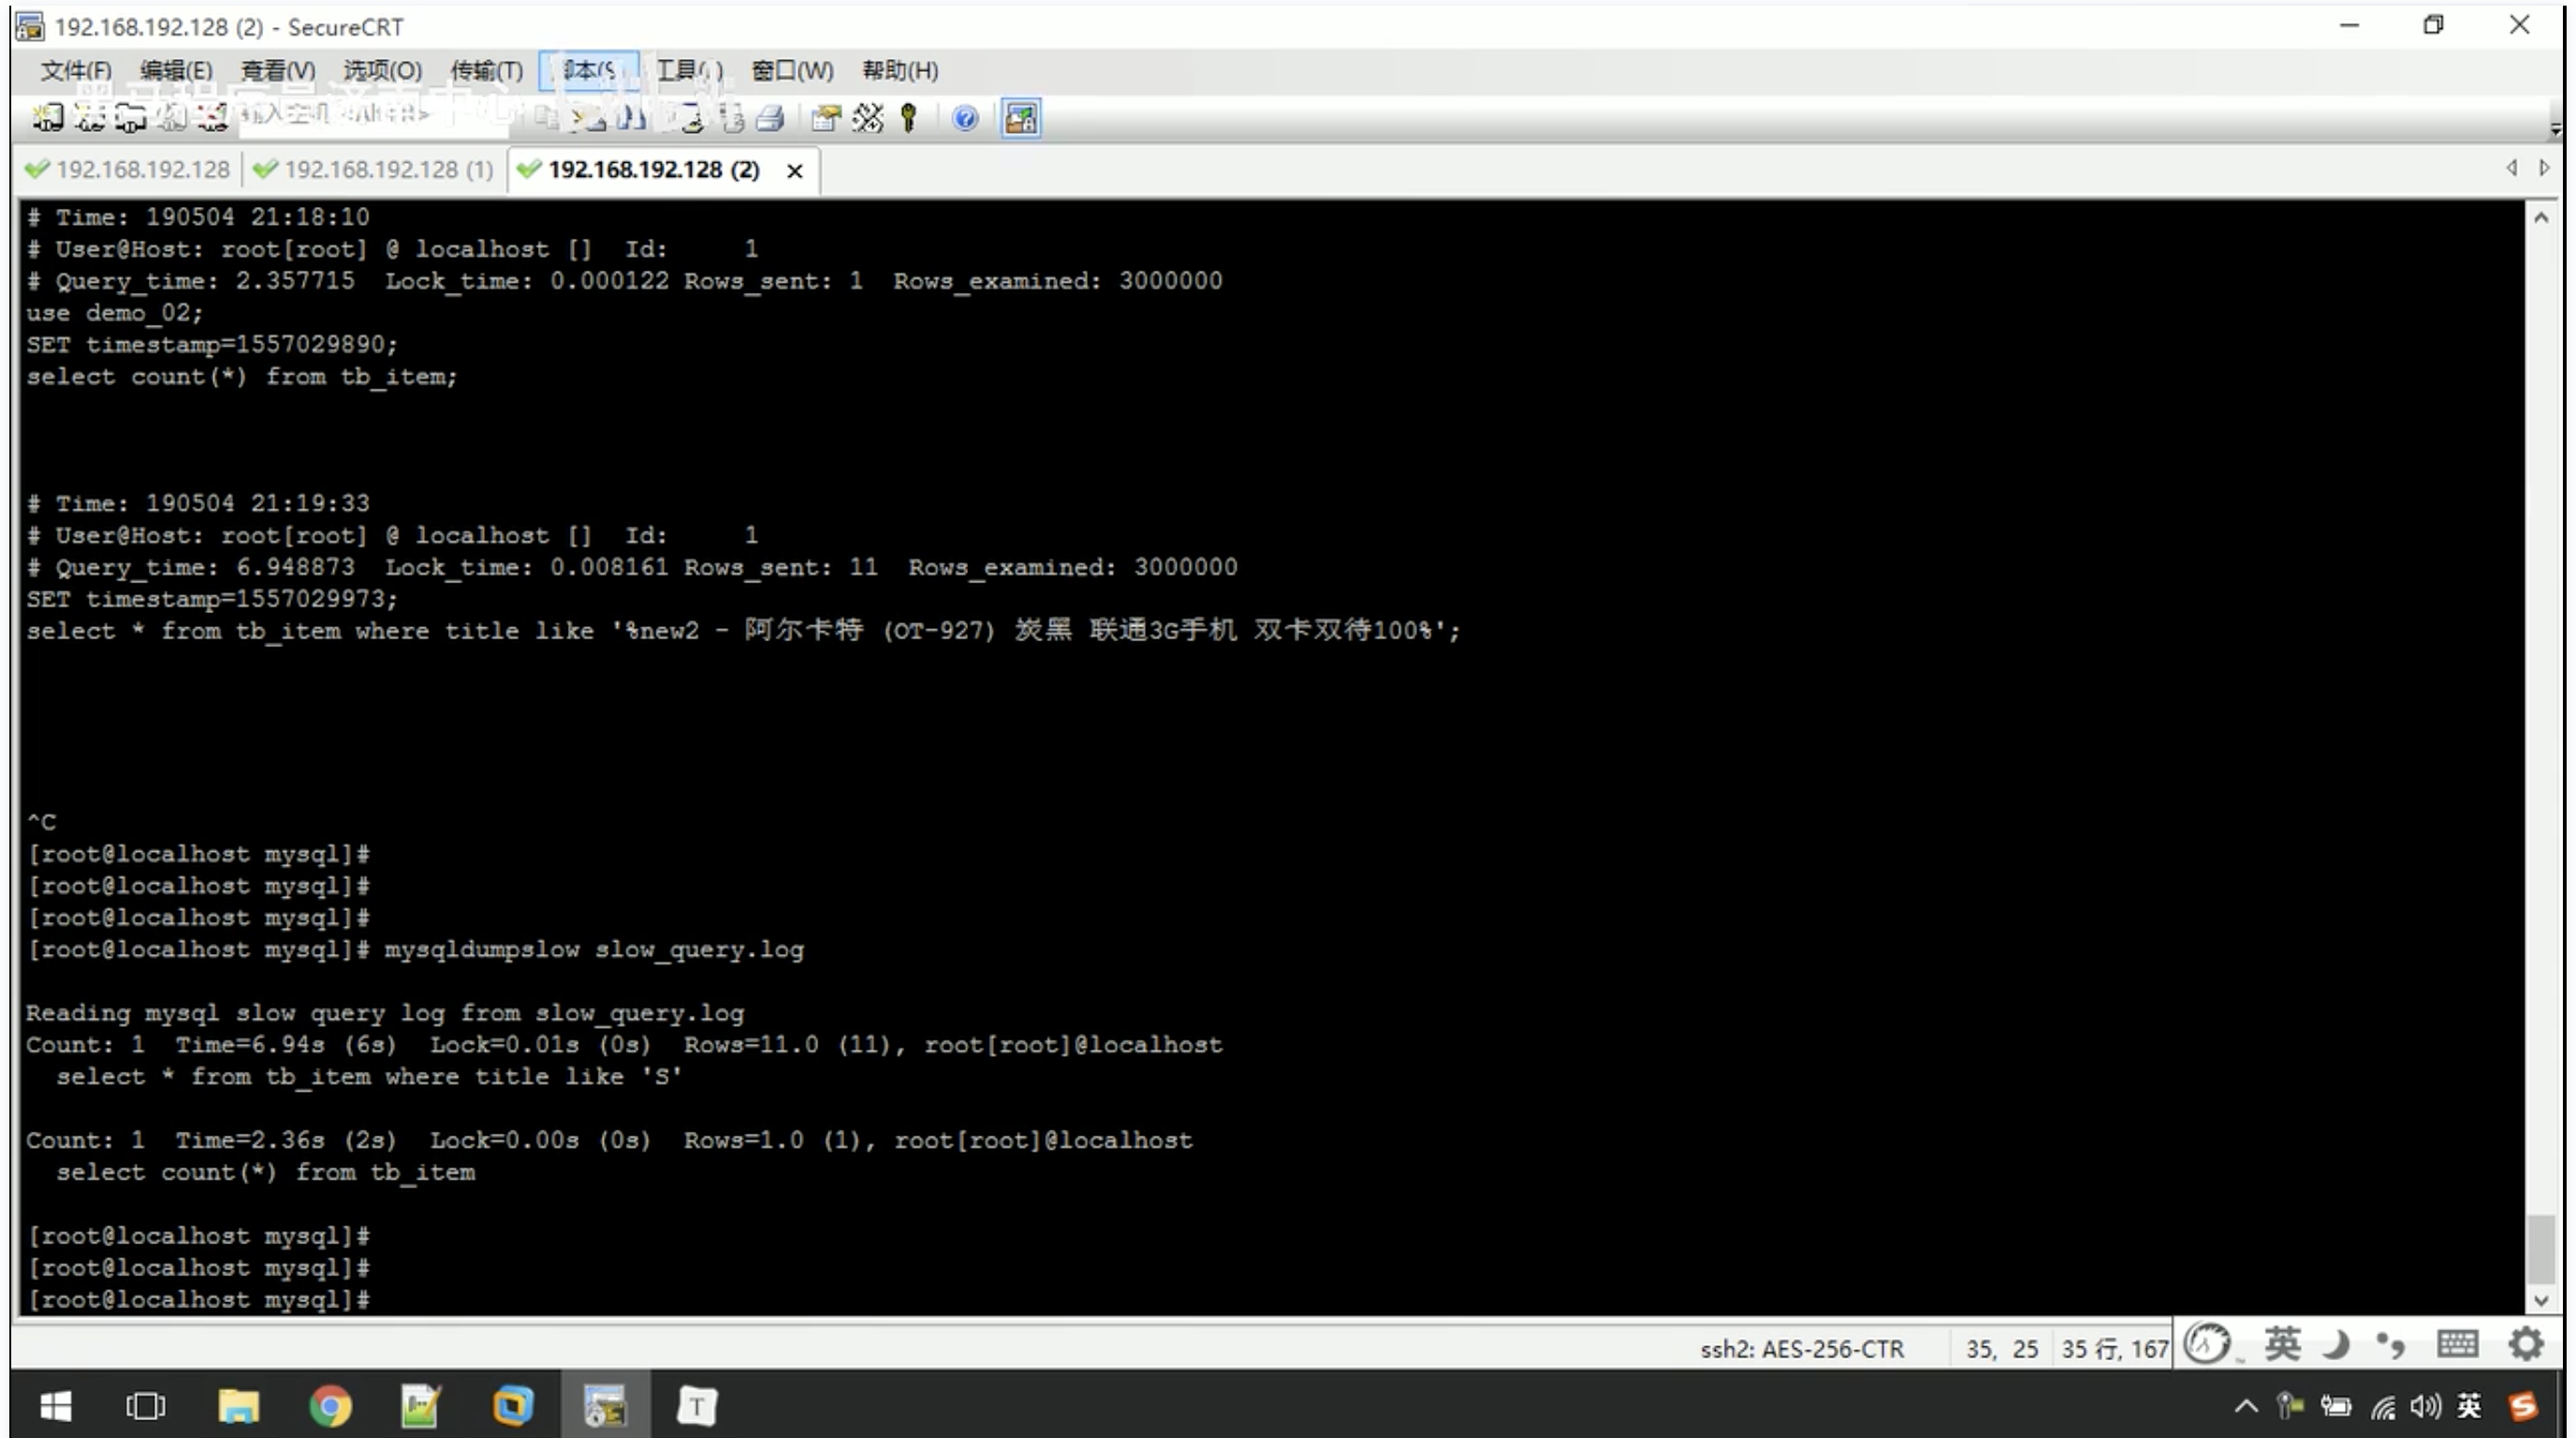 192.168.192.128 (2) - SecureCRT
文件(F) 编辑(E) 查看(V) 选项(O) 传输(T) 脚本(S 工具( ) 窗口(W) 帮助(H)
192.168.192.128 192.168.192.128 (1) 192.168.192.128 (2)
# Time: 190504 21:18:10
# User@Host: root[root] @ localhost []  Id:     1
# Query_time: 2.357715  Lock_time: 0.000122 Rows_sent: 1  Rows_examined: 3000000
use demo_02;
SET timestamp=1557029890;
select count(*) from tb_item;
# Time: 190504 21:19:33
# User@Host: root[root] @ localhost []  Id:     1
# Query_time: 6.948873  Lock_time: 0.008161 Rows_sent: 11  Rows_examined: 3000000
SET timestamp=1557029973;
select * from tb_item where title like '%new2 - 阿尔卡特 (OT-927) 炭黑 联通3G手机 双卡双待100%';
^C
[root@localhost mysql]#
[root@localhost mysql]#
[root@localhost mysql]#
[root@localhost mysql]# mysqldumpslow slow_query.log
Reading mysql slow query log from slow_query.log
Count: 1  Time=6.94s (6s)  Lock=0.01s (0s)  Rows=11.0 (11), root[root]@localhost
  select * from tb_item where title like 'S'
Count: 1  Time=2.36s (2s)  Lock=0.00s (0s)  Rows=1.0 (1), root[root]@localhost
  select count(*) from tb_item
[root@localhost mysql]#
[root@localhost mysql]#
[root@localhost mysql]#
ssh2: AES-256-CTR 35, 25 35 行, 167 英
T 英